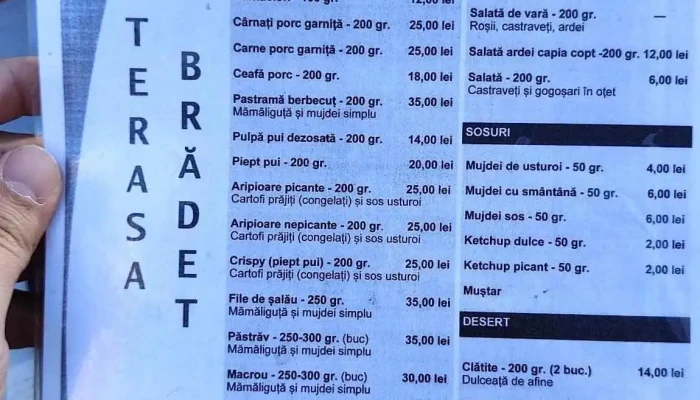 TERASA
BRĂDET
12,00 lei
Cârnați porc garniță - 200 gr. 25,00 lei
Carne porc garniță - 200 gr. 25,00 lei
Ceafă porc - 200 gr. 18,00 lei
Pastramă berbecuț - 200 gr. 35,00 lei
Mămăliguță și mujdei simplu
Pulpă pui dezosată - 200 gr. 14,00 lei
Piept pui - 200 gr. 20,00 lei
Aripioare picante - 200 gr. 25,00 lei
Cartofi prăjiți (congelați) și sos usturoi
Aripioare nepicante - 200 gr. 25,00 lei
Cartofi prăjiți (congelați) și sos usturoi
Crispy (piept pui) - 200 gr. 25,00 lei
Cartofi prăjiți (congelați) și sos usturoi
File de șalău - 250 gr. 35,00 lei
Mămăliguță și mujdei simplu
Păstrăv - 250-300 gr. (buc) 35,00 lei
Mămăliguță și mujdei simplu
Macrou - 250-300 gr. (buc) 30,00 lei
Mămăliguță și mujdei simplu
Salată de vară - 200 gr. —
Roșii, castraveți, ardei
Salată ardei capia copt -200 gr. 12,00 lei
Salată - 200 gr. 6,00 lei
Castraveți și gogoșari în oțet
SOSURI
Mujdei de usturoi - 50 gr. 4,00 lei
Mujdei cu smântână - 50 gr. 6,00 lei
Mujdei sos - 50 gr. 6,00 lei
Ketchup dulce - 50 gr. 2,00 lei
Ketchup picant - 50 gr. 2,00 lei
Muștar
DESERT
Clătite - 200 gr. (2 buc.) 14,00 lei
Dulceață de afine